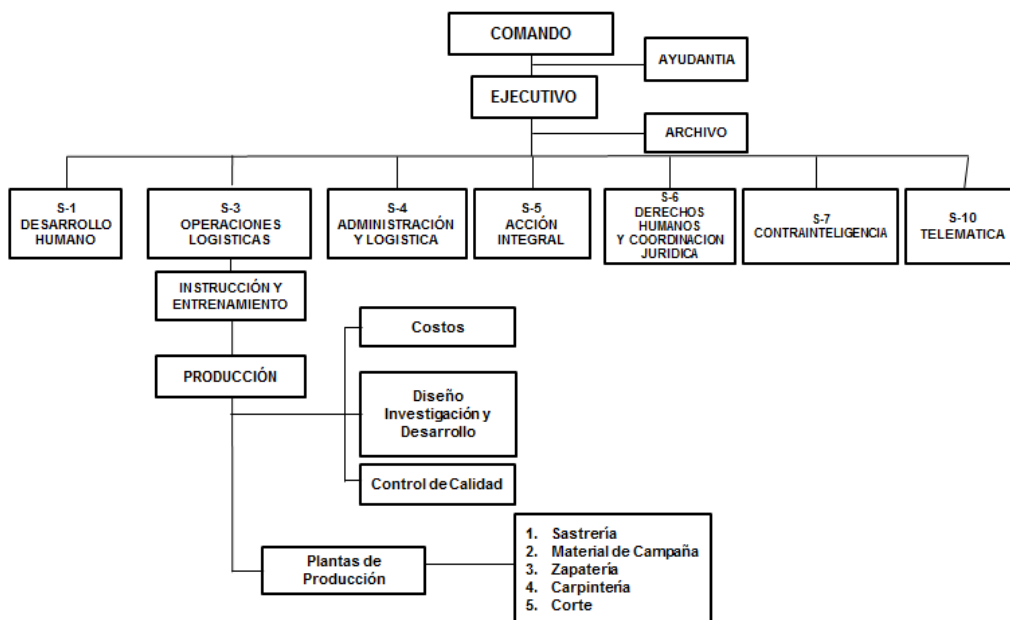 COMANDO
AYUDANTIA
EJECUTIVO
ARCHIVO
S-1
DESARROLLO
HUMANO
S-3
OPERACIONES
LOGISTICAS
S-4
ADMINISTRACIÓN
Y LOGISTICA
S-5
ACCIÓN
INTEGRAL
S-6
DERECHOS
HUMANOS
Y COORDINACION
JURIDICA
S-7
CONTRAINTELIGENCIA
S-10
TELEMATICA
INSTRUCCIÓN Y
ENTRENAMIENTO
PRODUCCIÓN
Costos
Diseño
Investigación y
Desarrollo
Control de Calidad
Plantas de
Producción
1. Sastrería
2. Material de Campaña
3. Zapatería
4. Carpintería
5. Corte